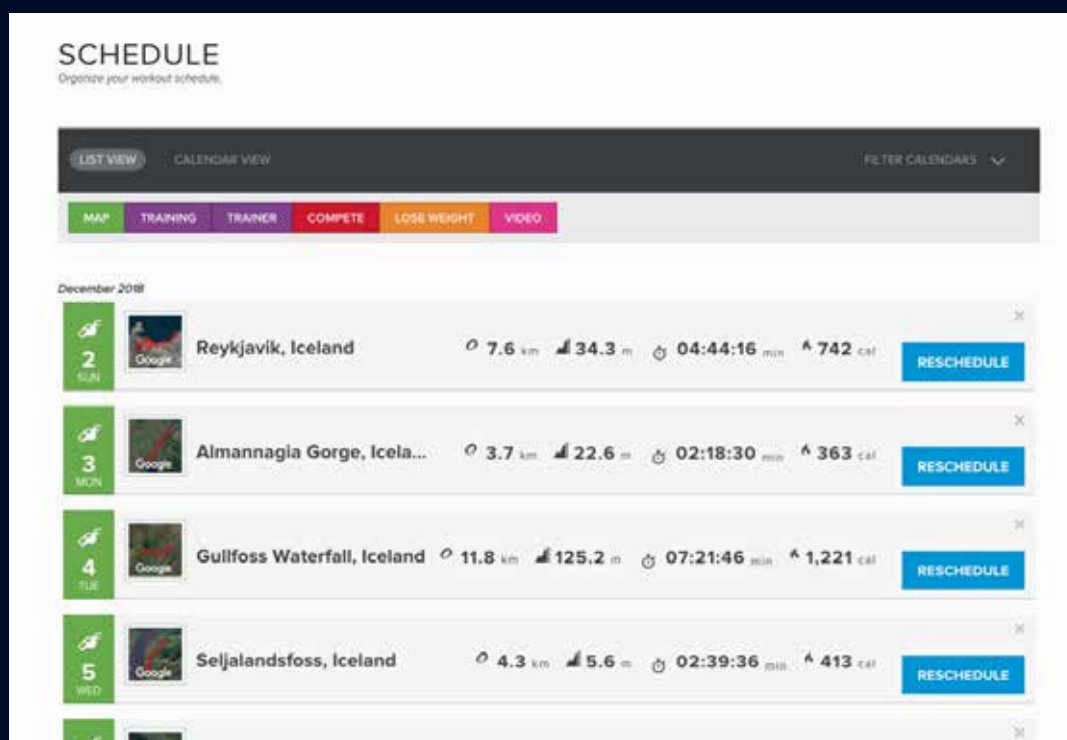 SCHEDULE
Organize your workout schedule.
LIST VIEW CALENDAR VIEW FILTER CALENDARS
MAP TRAINING TRAINER COMPETE LOSE WEIGHT VIDEO
December 2018
2
SUN
Google
Reykjavik, Iceland 7.6 km 34.3 m 04:44:16 min 742 cal
RESCHEDULE
3
MON
Google
Almannagia Gorge, Icela... 3.7 km 22.6 m 02:18:30 min 363 cal
RESCHEDULE
4
TUE
Google
Gullfoss Waterfall, Iceland 11.8 km 125.2 m 07:21:46 min 1,221 cal
RESCHEDULE
5
WED
Google
Seljalandsfoss, Iceland 4.3 km 5.6 m 02:39:36 min 413 cal
RESCHEDULE